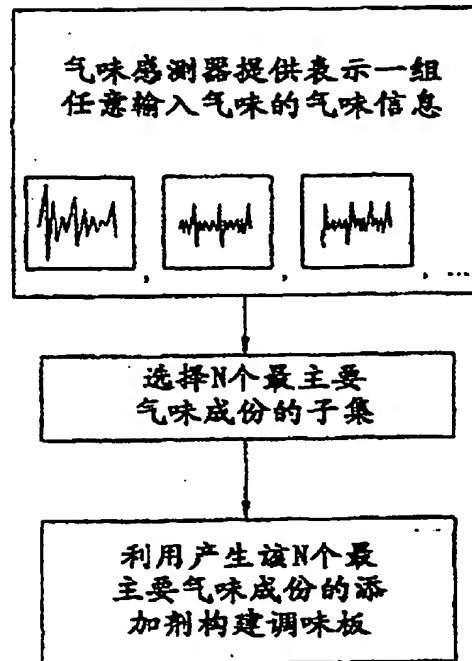 气味感测器提供表示一组
任意输入气味的气味信息
, , , ...
选择N个最主要
气味成份的子集
利用产生该N个最
主要气味成份的添
加剂构建调味板